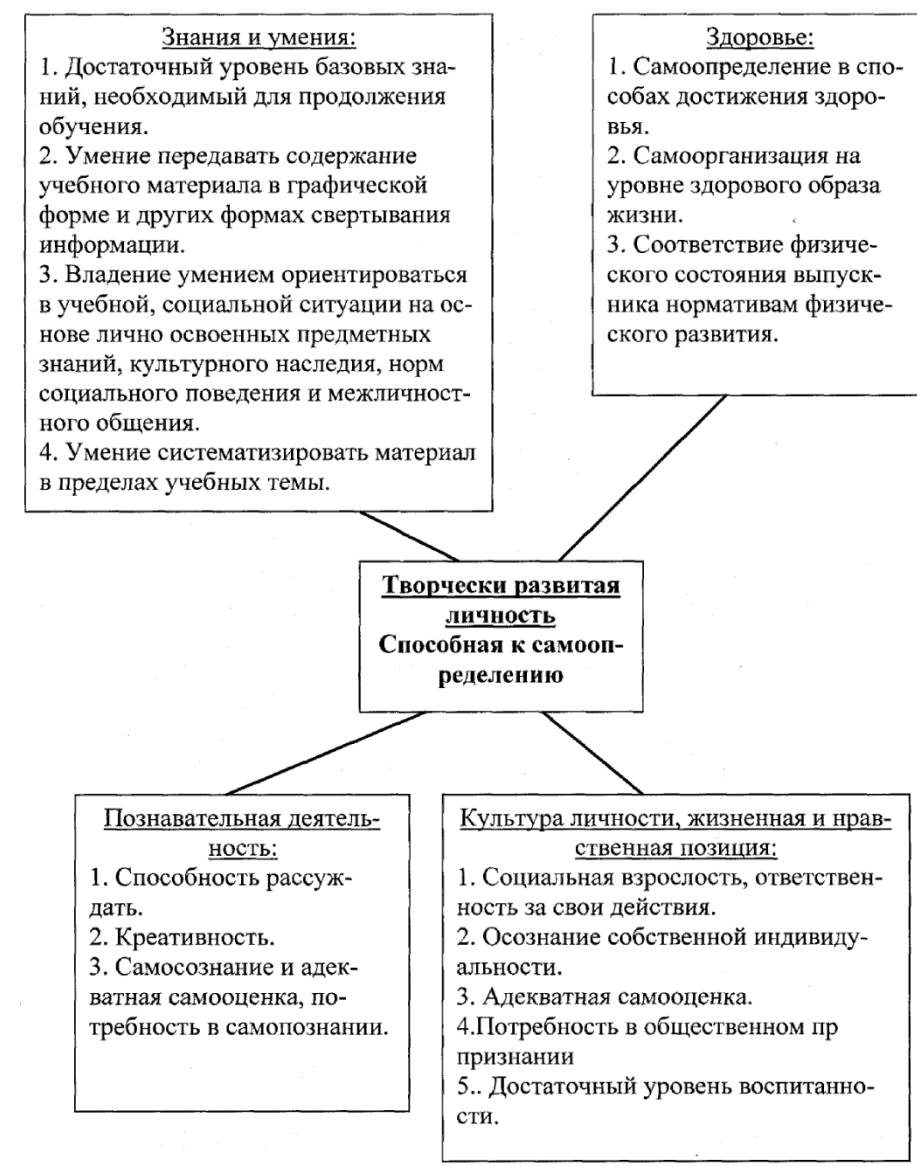 Знания и умения:
1. Достаточный уровень базовых зна-
ний, необходимый для продолжения
обучения.
2. Умение передавать содержание
учебного материала в графической
форме и других формах свертывания
информации.
3. Владение умением ориентироваться
в учебной, социальной ситуации на ос-
нове лично освоенных предметных
знаний, культурного наследия, норм
социального поведения и межличност-
ного общения.
4. Умение систематизировать материал
в пределах учебных темы.
Здоровье:
1. Самоопределение в спо-
собах достижения здоро-
вья.
2. Самоорганизация на
уровне здорового образа
жизни.
3. Соответствие физиче-
ского состояния выпуск-
ника нормативам физиче-
ского развития.
Творчески развитая
личность
Способная к самооп-
ределению
Познавательная деятель-
ность:
1. Способность рассуж-
дать.
2. Креативность.
3. Самосознание и адек-
ватная самооценка, по-
требность в самопознании.
Культура личности, жизненная и нрав-
ственная позиция:
1. Социальная взрослость, ответствен-
ность за свои действия.
2. Осознание собственной индивиду-
альности.
3. Адекватная самооценка.
4.Потребность в общественном пр
признании
5.. Достаточный уровень воспитанно-
сти.